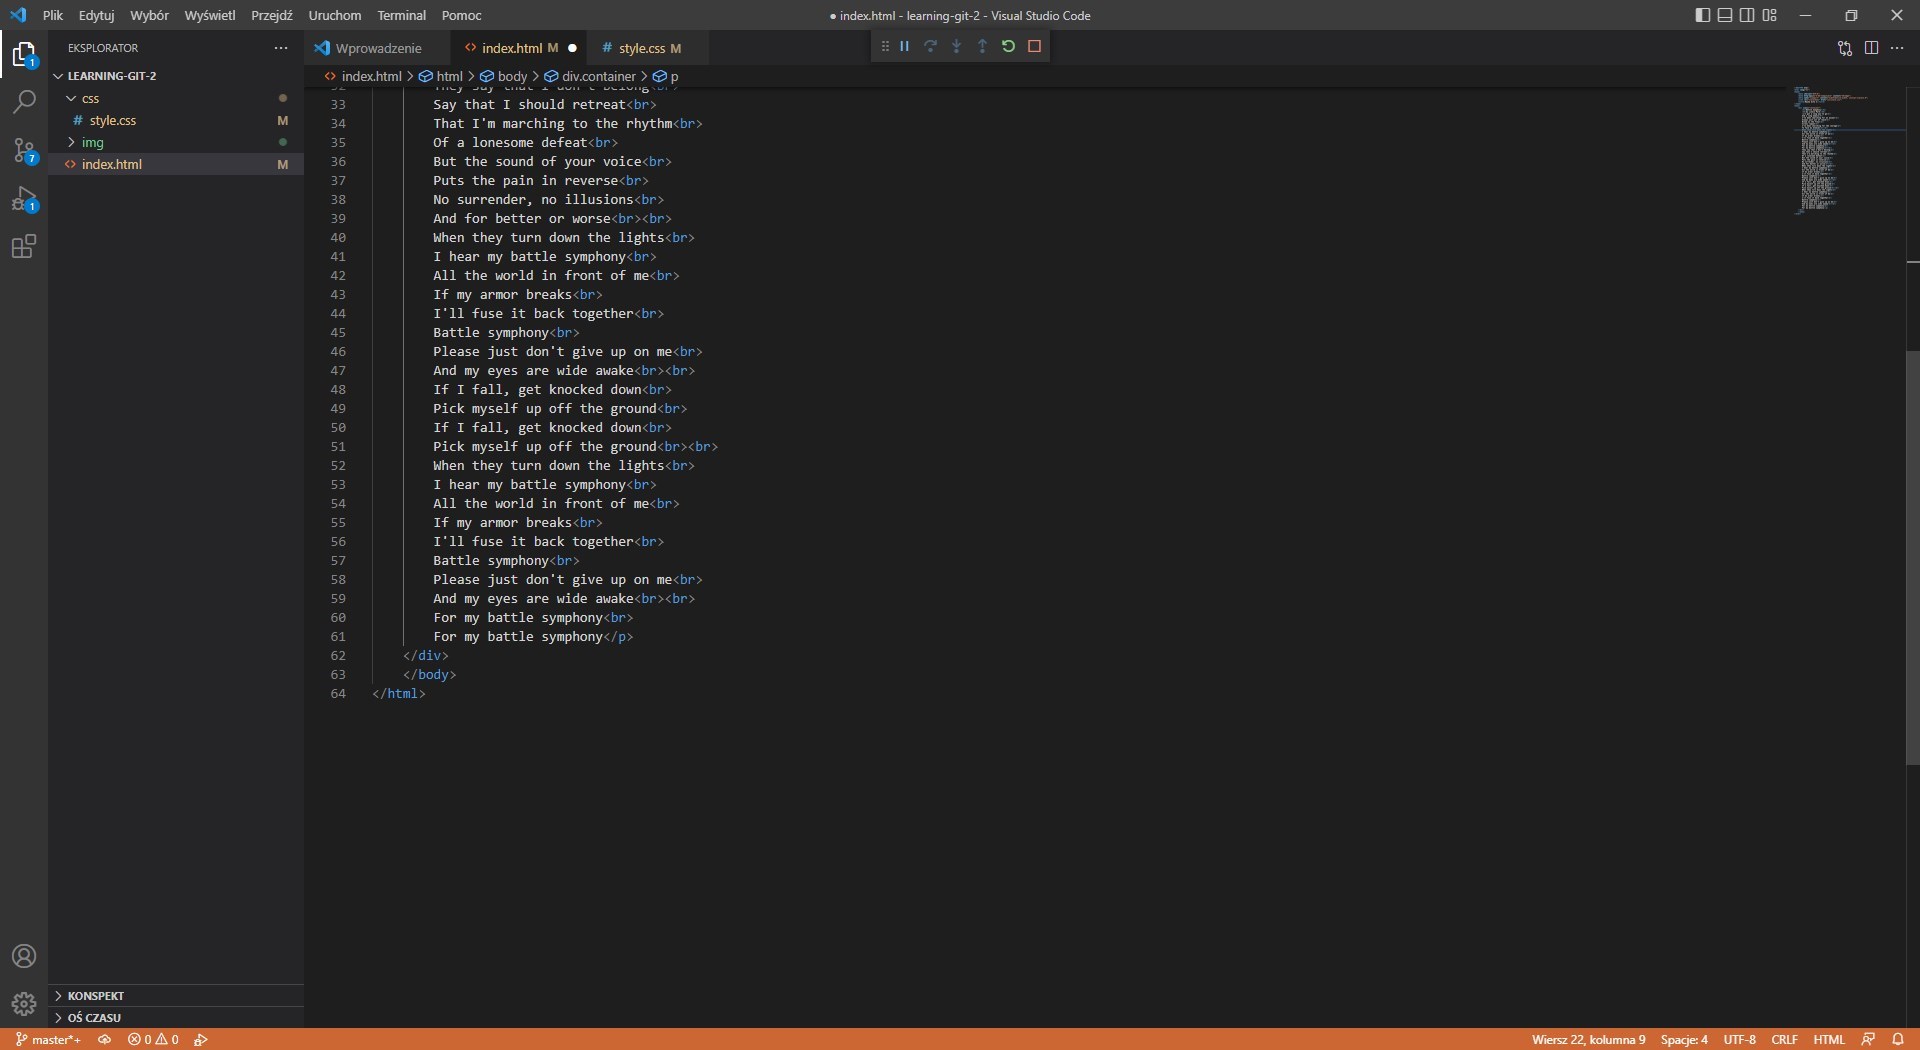 Plik Edytuj Wybór Wyświetl Przejdź Uruchom Terminal Pomoc
● index.html - learning-git-2 - Visual Studio Code
EKSPLORATOR
Wprowadzenie
index.html M
# style.css M
LEARNING-GIT-2
index.html > html > body > div.container > p
css
# style.css M
img
index.html M
1
7
1
32 They say that I don't belong<br>
33 Say that I should retreat<br>
34 That I'm marching to the rhythm<br>
35 Of a lonesome defeat<br>
36 But the sound of your voice<br>
37 Puts the pain in reverse<br>
38 No surrender, no illusions<br>
39 And for better or worse<br><br>
40 When they turn down the lights<br>
41 I hear my battle symphony<br>
42 All the world in front of me<br>
43 If my armor breaks<br>
44 I'll fuse it back together<br>
45 Battle symphony<br>
46 Please just don't give up on me<br>
47 And my eyes are wide awake<br><br>
48 If I fall, get knocked down<br>
49 Pick myself up off the ground<br>
50 If I fall, get knocked down<br>
51 Pick myself up off the ground<br><br>
52 When they turn down the lights<br>
53 I hear my battle symphony<br>
54 All the world in front of me<br>
55 If my armor breaks<br>
56 I'll fuse it back together<br>
57 Battle symphony<br>
58 Please just don't give up on me<br>
59 And my eyes are wide awake<br><br>
60 For my battle symphony<br>
61 For my battle symphony</p>
62 </div>
63 </body>
64 </html>
KONSPEKT
OŚ CZASU
master*+ 0 0
Wiersz 22, kolumna 9 Spacje: 4 UTF-8 CRLF HTML